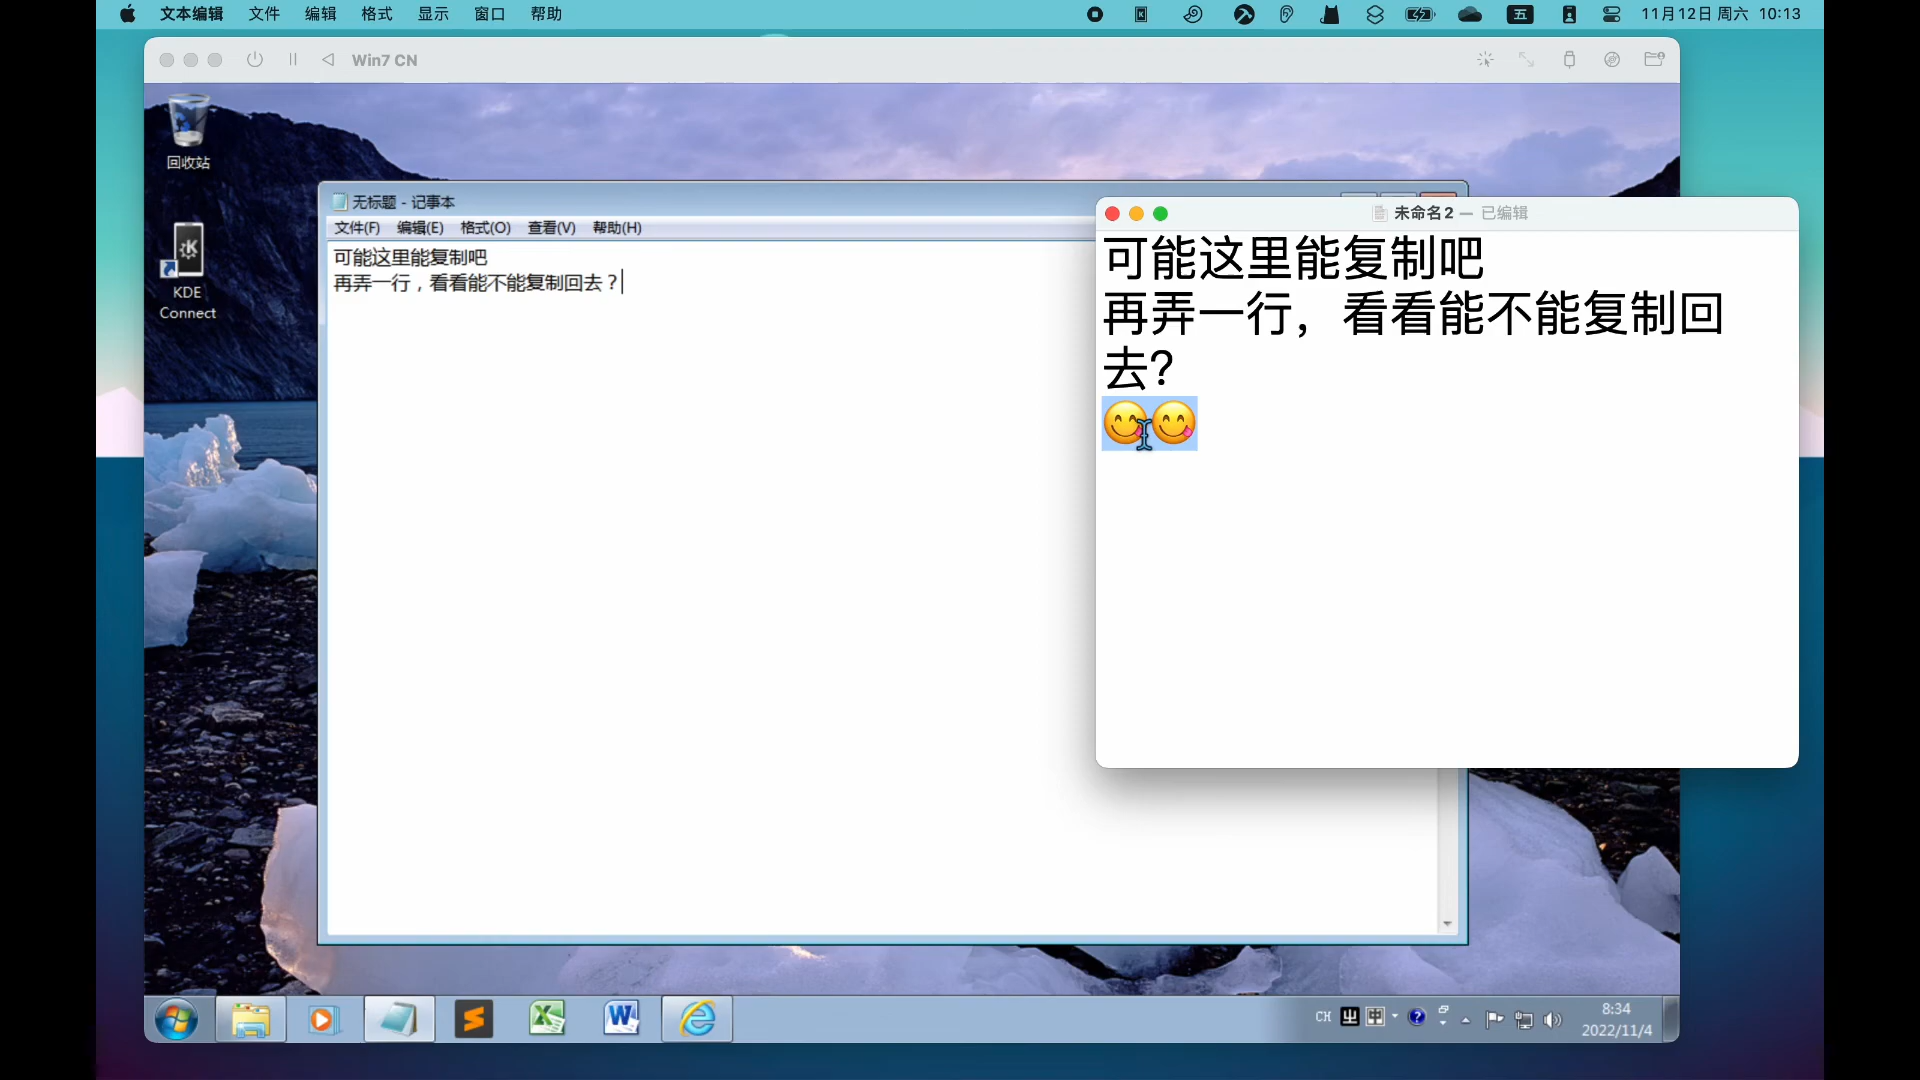 文本编辑 文件 编辑 格式 显示 窗口 帮助
五 11月12日 周六 10:13
Win7 CN
回收站
KDE
Connect
无标题 - 记事本
文件(F) 编辑(E) 格式(O) 查看(V) 帮助(H)
可能这里能复制吧
再弄一行，看看能不能复制回去？
未命名2 — 已编辑
可能这里能复制吧
再弄一行，看看能不能复制回
去？
😋😋
CH
8:34
2022/11/4